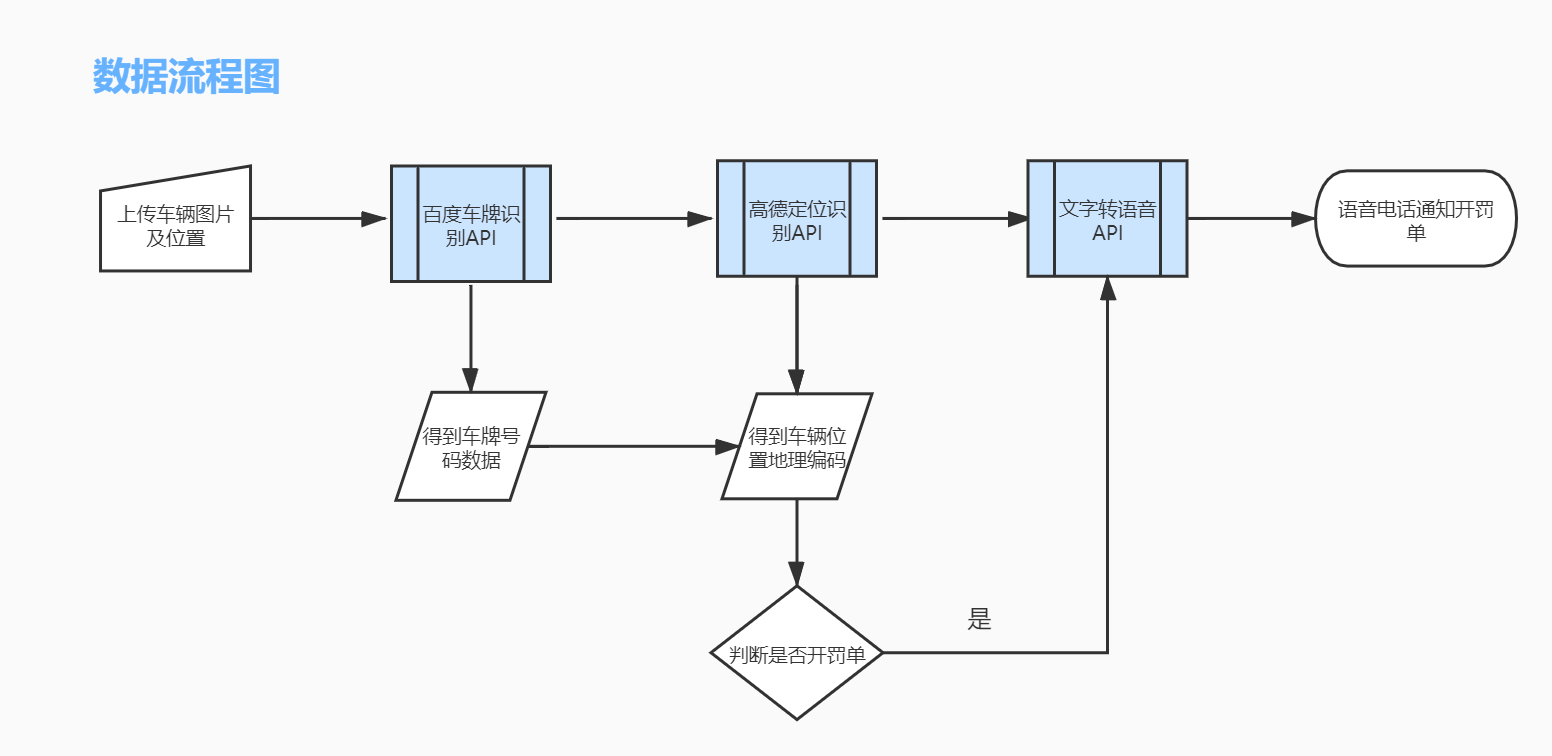 数据流程图
上传车辆图片
及位置
百度车牌识
别API
高德定位识
别API
文字转语音
API
语音电话通知开罚
单
得到车牌号
码数据
得到车辆位
置地理编码
是
判断是否开罚单